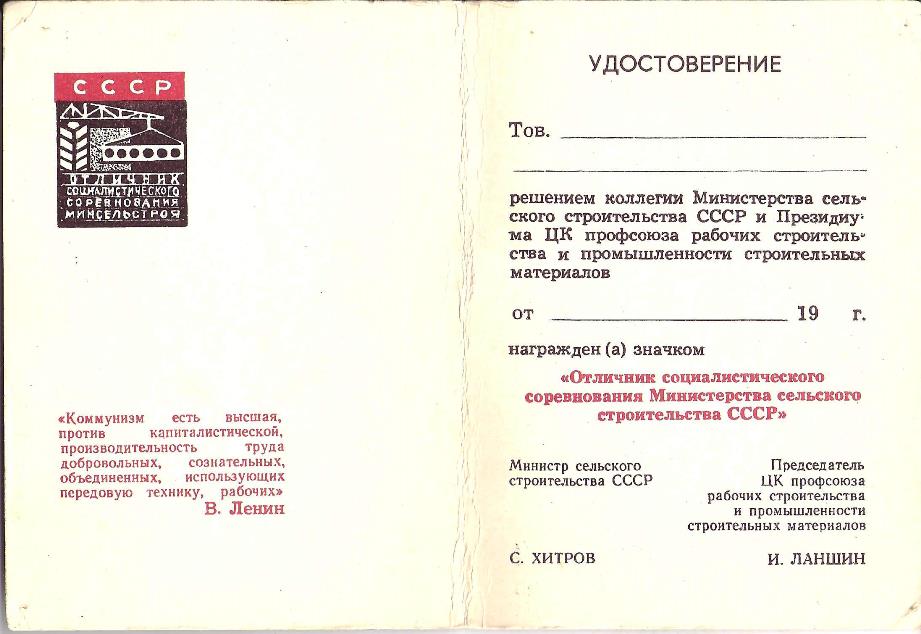 СССР
ОТЛИЧНИК
СОЦИАЛИСТИЧЕСКОГО
СОРЕВНОВАНИЯ
МИНСЕЛЬСТРОЯ
«Коммунизм есть высшая,
против капиталистической,
производительность труда
добровольных, сознательных,
объединенных, использующих
передовую технику, рабочих»
В. Ленин
УДОСТОВЕРЕНИЕ
Тов.
решением коллегии Министерства сель-
ского строительства СССР и Президиу-
ма ЦК профсоюза рабочих строитель-
ства и промышленности строительных
материалов
от 19 г.
награжден (а) значком
«Отличник социалистического
соревнования Министерства сельского
строительства СССР»
Министр сельского
строительства СССР
С. ХИТРОВ
Председатель
ЦК профсоюза
рабочих строительства
и промышленности
строительных материалов
И. ЛАНШИН